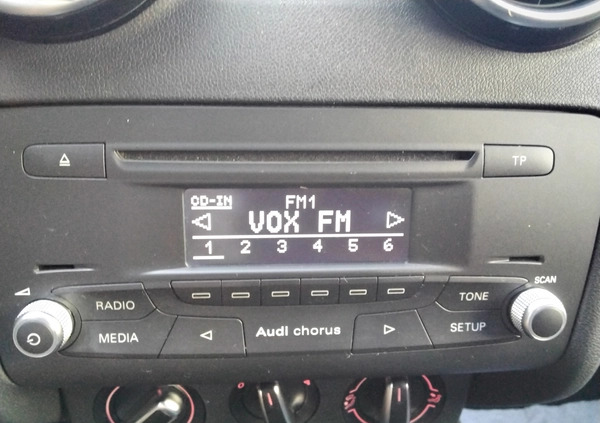 TP
CD-IN FM1
VOX FM
1 2 3 4 5 6
SCAN
RADIO TONE
MEDIA Audi chorus SETUP